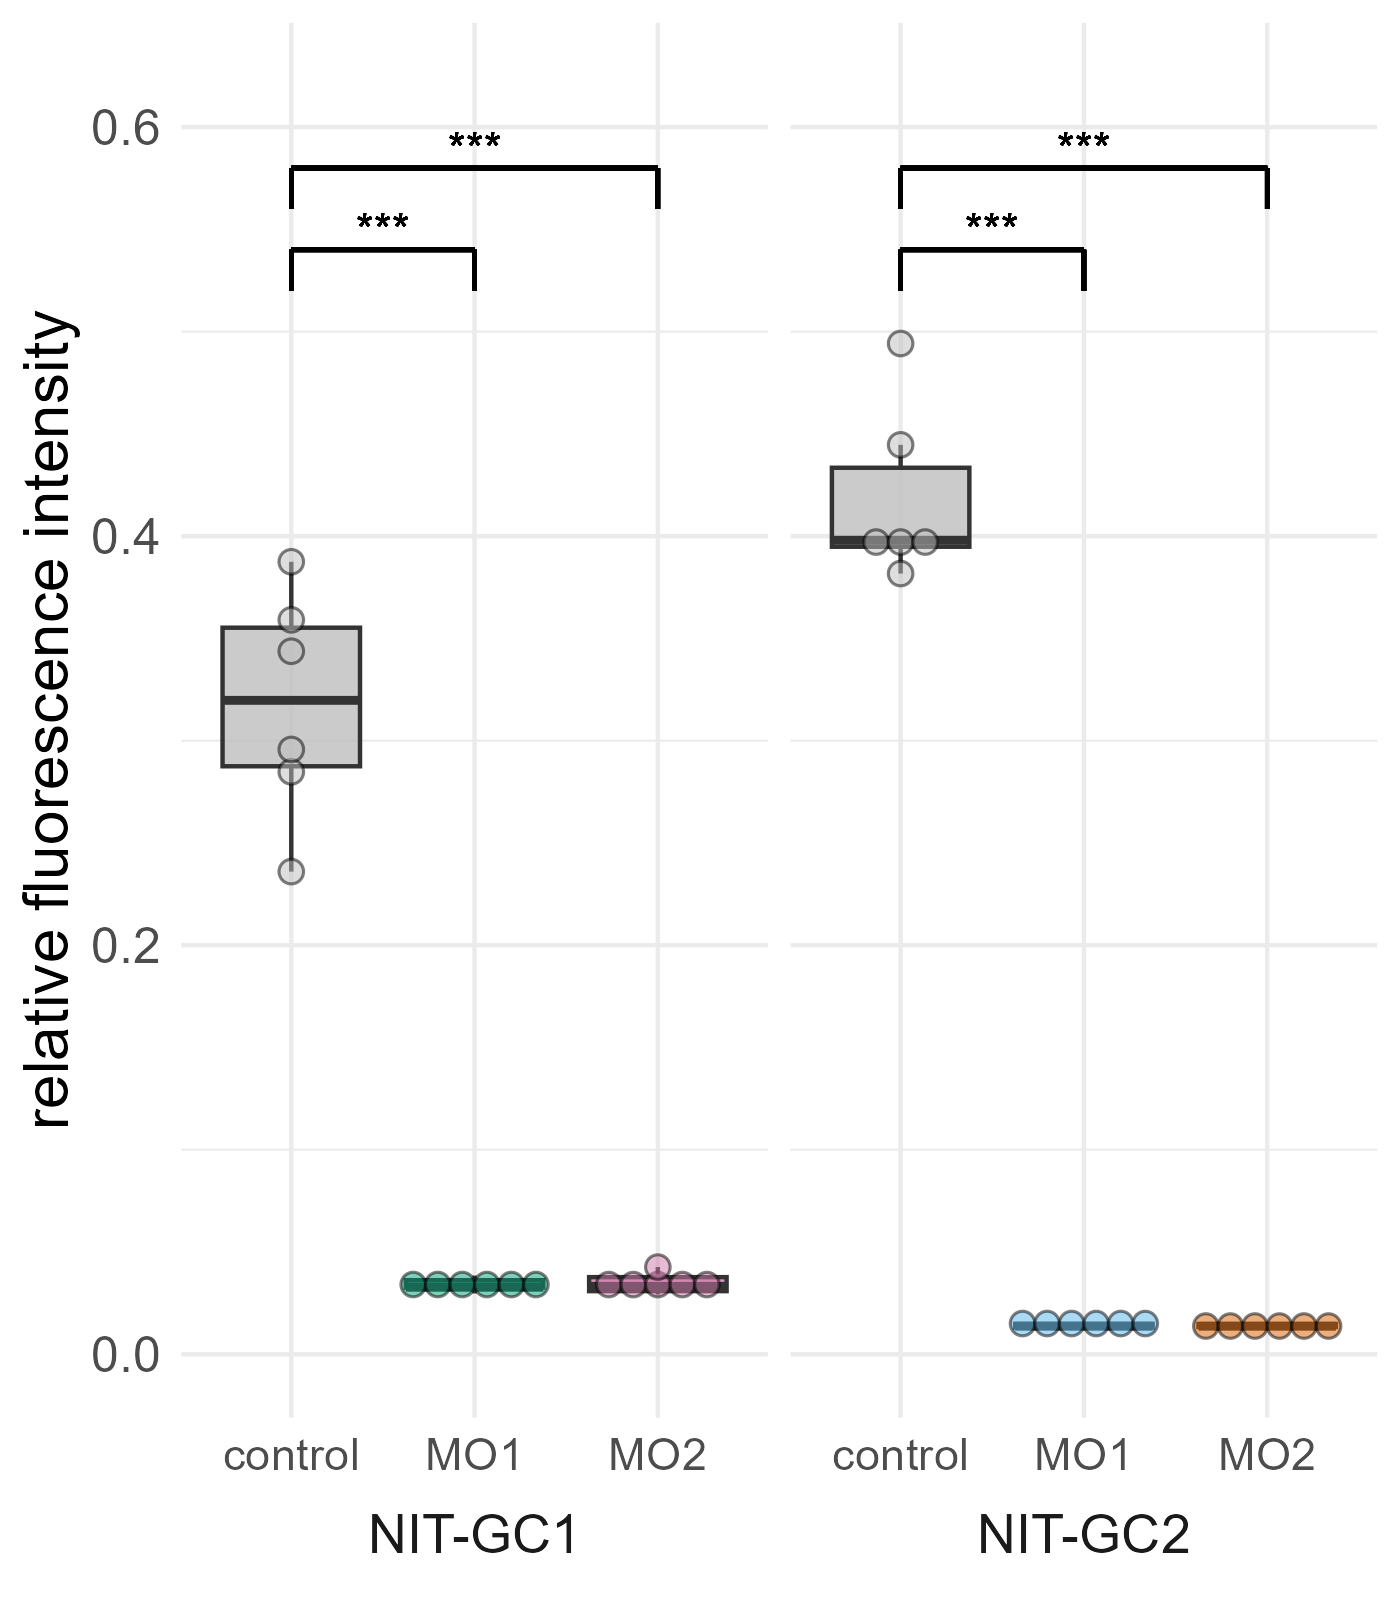 relative fluorescence intensity
0.6
0.4
0.2
0.0
***
***
***
***
control MO1 MO2 control MO1 MO2
NIT-GC1 NIT-GC2